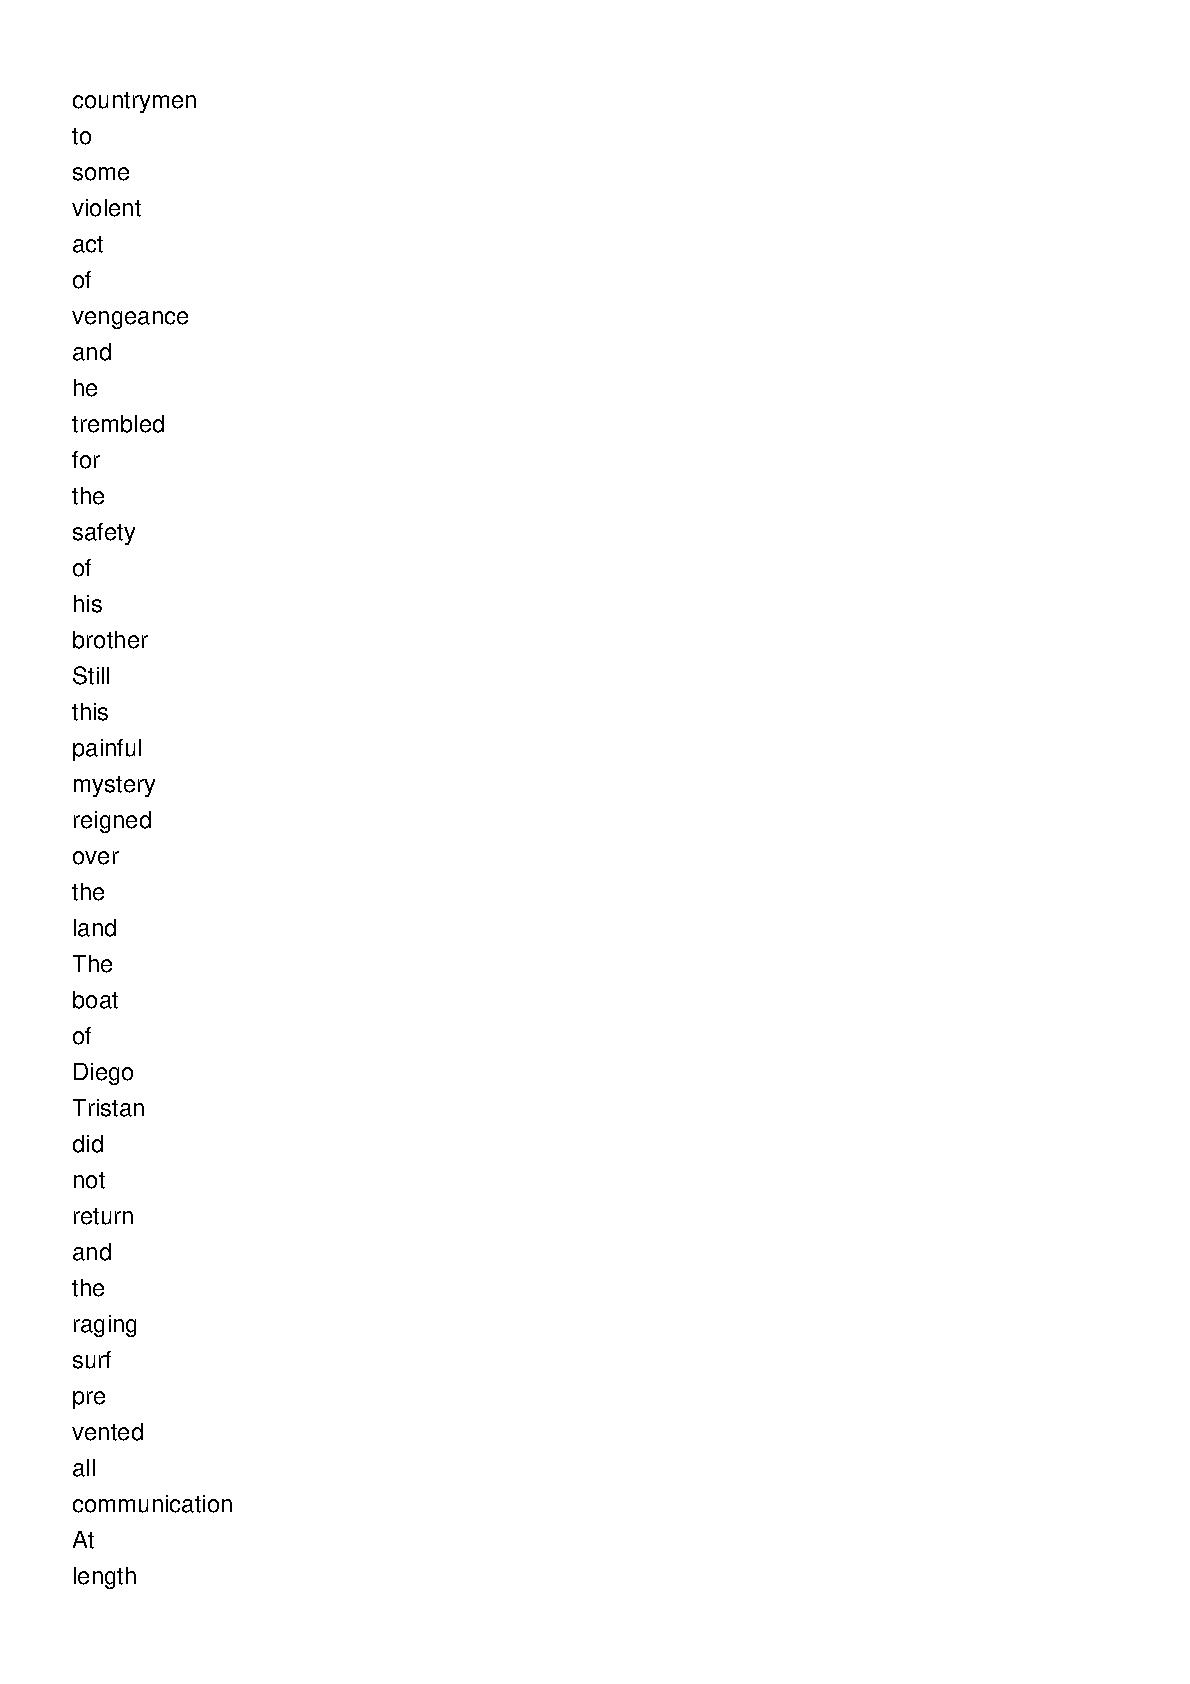 countrymen
to
some
violent
act
of
vengeance
and
he
trembled
for
the
safety
of
his
brother
Still
this
painful
mystery
reigned
over
the
land
The
boat
of
Diego
Tristan
did
not
return
and
the
raging
surf
pre
vented
all
communication
At
length